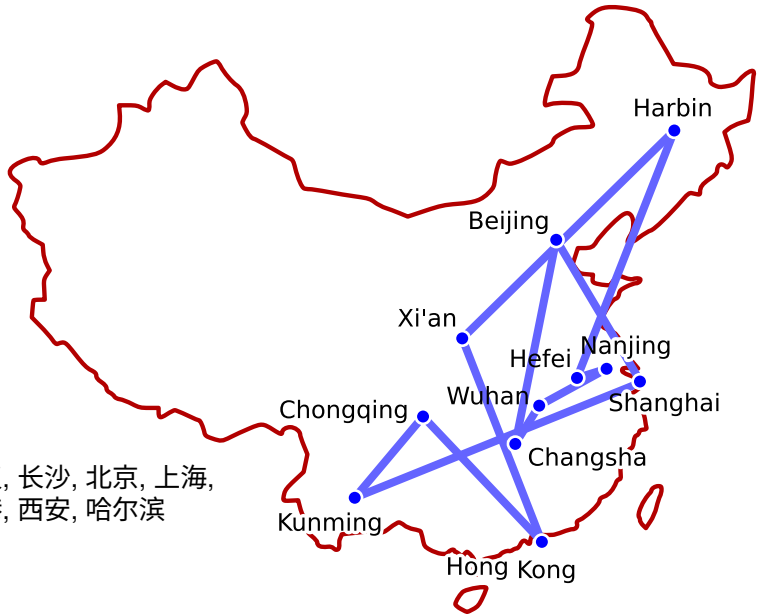 Harbin
Beijing
Xi'an
Nanjing
Hefei
Wuhan
Shanghai
Chongqing
Changsha
, 长沙, 北京, 上海,
, 西安, 哈尔滨
Kunming
Hong Kong